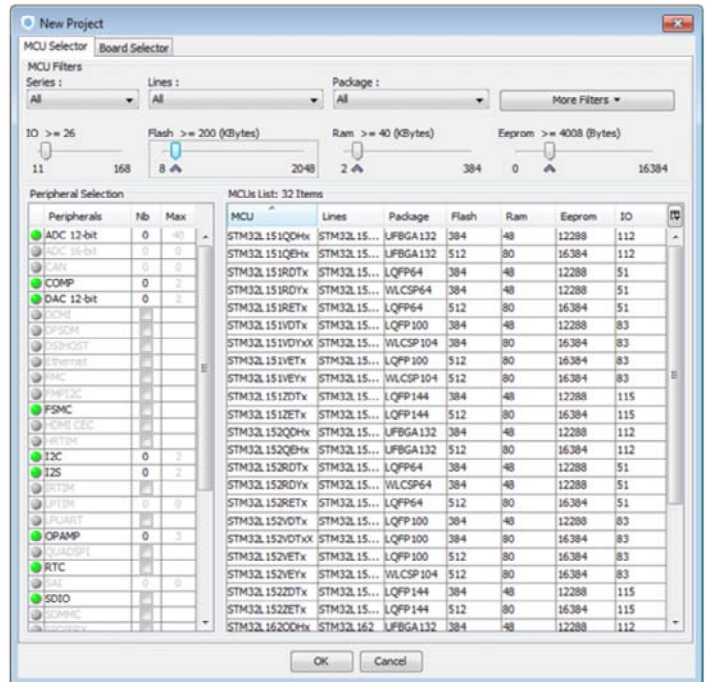 New Project
MCU Selector Board Selector
MCU Filters
Series : Lines : Package :
All All All More Filters
IO >= 26 Flash >= 200 (KBytes) Ram >= 40 (KBytes) Eeprom >= 4008 (Bytes)
11 168 8 2048 2 384 0 16384
Peripheral Selection MCUs List: 32 Items
Peripherals Nb Max MCU Lines Package Flash Ram Eeprom IO
ADC 12-bit 0 40 STM32L151QDHx STM32L15... UFBGA132 384 48 12288 112
ADC 16-bit 0 0 STM32L151QEHx STM32L15... UFBGA132 512 80 16384 112
CAN 0 0 STM32L151RDTx STM32L15... LQFP64 384 48 12288 51
COMP 0 2 STM32L151RDYx STM32L15... WLCSP64 384 48 12288 51
DAC 12-bit 0 2 STM32L151RETx STM32L15... LQFP64 512 80 16384 51
DCMI STM32L151VDTx STM32L15... LQFP100 384 48 12288 83
DFSDM STM32L151VDYxX STM32L15... WLCSP104 384 80 16384 83
DSIHOST STM32L151VETx STM32L15... LQFP100 512 80 16384 83
Ethernet STM32L151VEYx STM32L15... WLCSP104 512 80 16384 83
FMC STM32L151ZDTx STM32L15... LQFP144 384 48 12288 115
FMPI2C STM32L151ZETx STM32L15... LQFP144 512 80 16384 115
FSMC STM32L152QDHx STM32L15... UFBGA132 384 48 12288 112
HDMI CEC STM32L152QEHx STM32L15... UFBGA132 512 80 16384 112
HRTIM STM32L152RDTx STM32L15... LQFP64 384 48 12288 51
I2C 0 2 STM32L152RDYx STM32L15... WLCSP64 384 48 12288 51
I2S 0 2 STM32L152RETx STM32L15... LQFP64 512 80 16384 51
IRTIM STM32L152VDTx STM32L15... LQFP100 384 48 12288 83
LPTIM 0 0 STM32L152VDTxX STM32L15... LQFP100 384 80 16384 83
LPUART STM32L152VETx STM32L15... LQFP100 512 80 16384 83
OPAMP 0 3 STM32L152VEYx STM32L15... WLCSP104 512 80 16384 83
QUADSPI STM32L152ZDTx STM32L15... LQFP144 384 48 12288 115
RTC STM32L152ZETx STM32L15... LQFP144 512 80 16384 115
SAI 0 0 STM32L162QDHx STM32L162 UFBGA132 384 48 12288 112
SDIO
SDMMC
OK Cancel